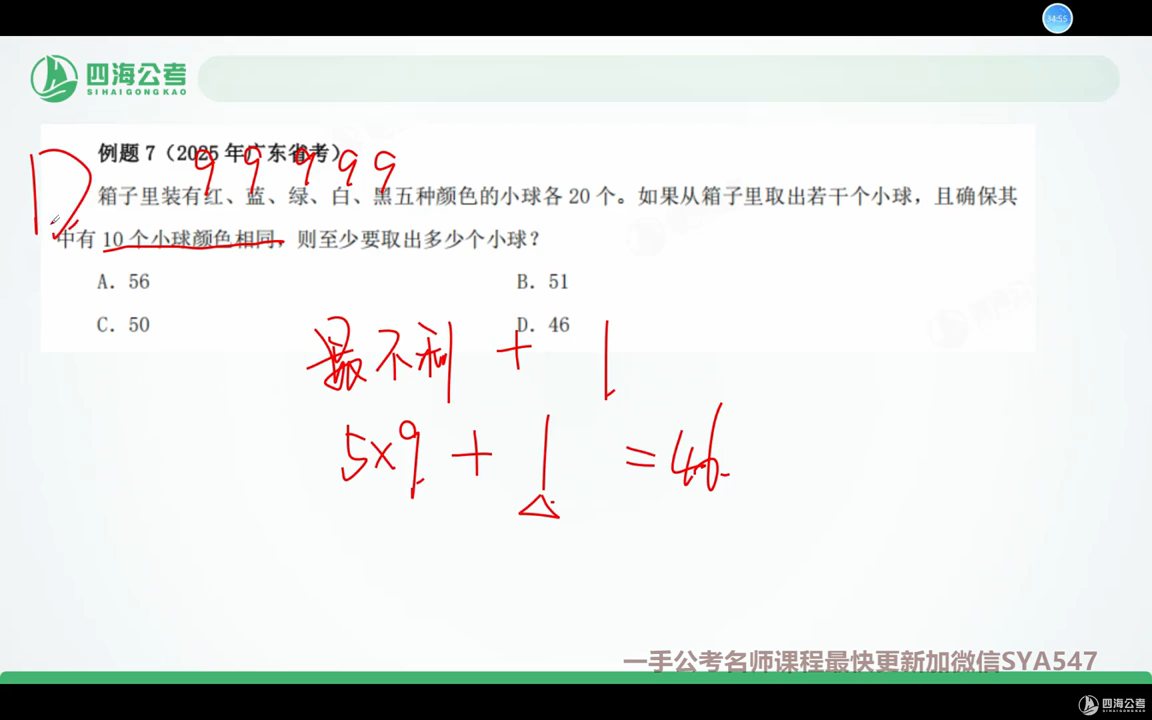 34:55
四海公考
SIHAIGONGKAO
例题 7（2025 年广东省考）
9 9 9 9 9
D
箱子里装有红、蓝、绿、白、黑五种颜色的小球各 20 个。如果从箱子里取出若干个小球，且确保其
中有 10 个小球颜色相同，则至少要取出多少个小球？
A. 56
B. 51
C. 50
D. 46
最不利 + 1
5×9 + 1 = 46
一手公考名师课程最快更新加微信SYA547
四海公考